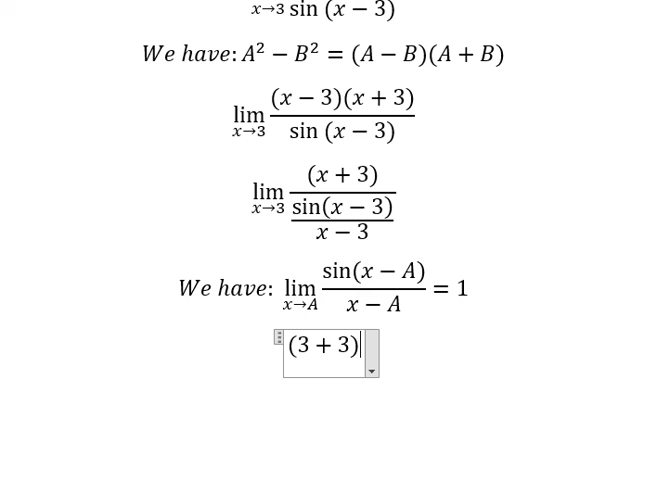 x→3 sin (x − 3)
We have: A² − B² = (A − B)(A + B)
lim x→3 (x − 3)(x + 3) / sin (x − 3)
lim x→3 (x + 3) / sin(x − 3) / x − 3
We have: lim x→A sin(x − A) / x − A = 1
(3 + 3)